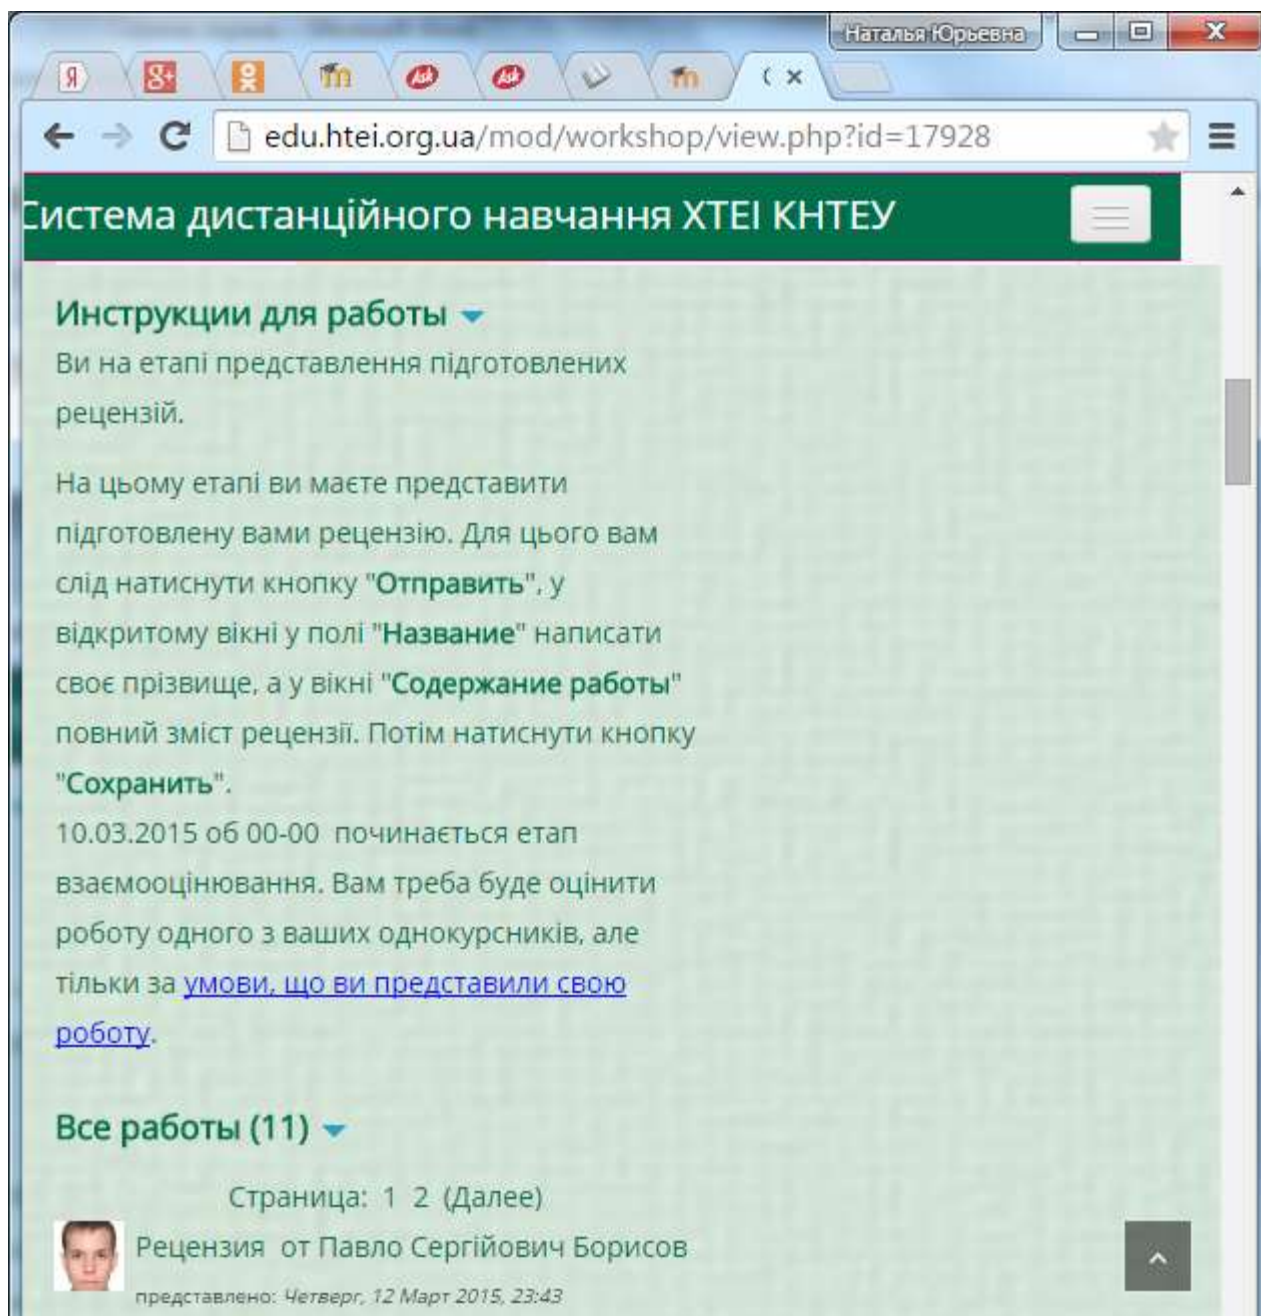 Наталья Юрьевна
Я 8+ m Ask Ask m (
edu.htei.org.ua/mod/workshop/view.php?id=17928
Система дистанційного навчання ХТЕІ КНТЕУ
Инструкции для работы
Ви на етапі представлення підготовлених
рецензій.
На цьому етапі ви маєте представити
підготовлену вами рецензію. Для цього вам
слід натиснути кнопку "Отправить", у
відкритому вікні у полі "Название" написати
своє прізвище, а у вікні "Содержание работы"
повний зміст рецензії. Потім натиснути кнопку
"Сохранить".
10.03.2015 об 00-00 починається етап
взаємооцінювання. Вам треба буде оцінити
роботу одного з ваших однокурсників, але
тільки за умови, що ви представили свою
роботу.
Все работы (11)
Страница: 1 2 (Далее)
Рецензия от Павло Сергійович Борисов
представлено: Четверг, 12 Март 2015, 23:43